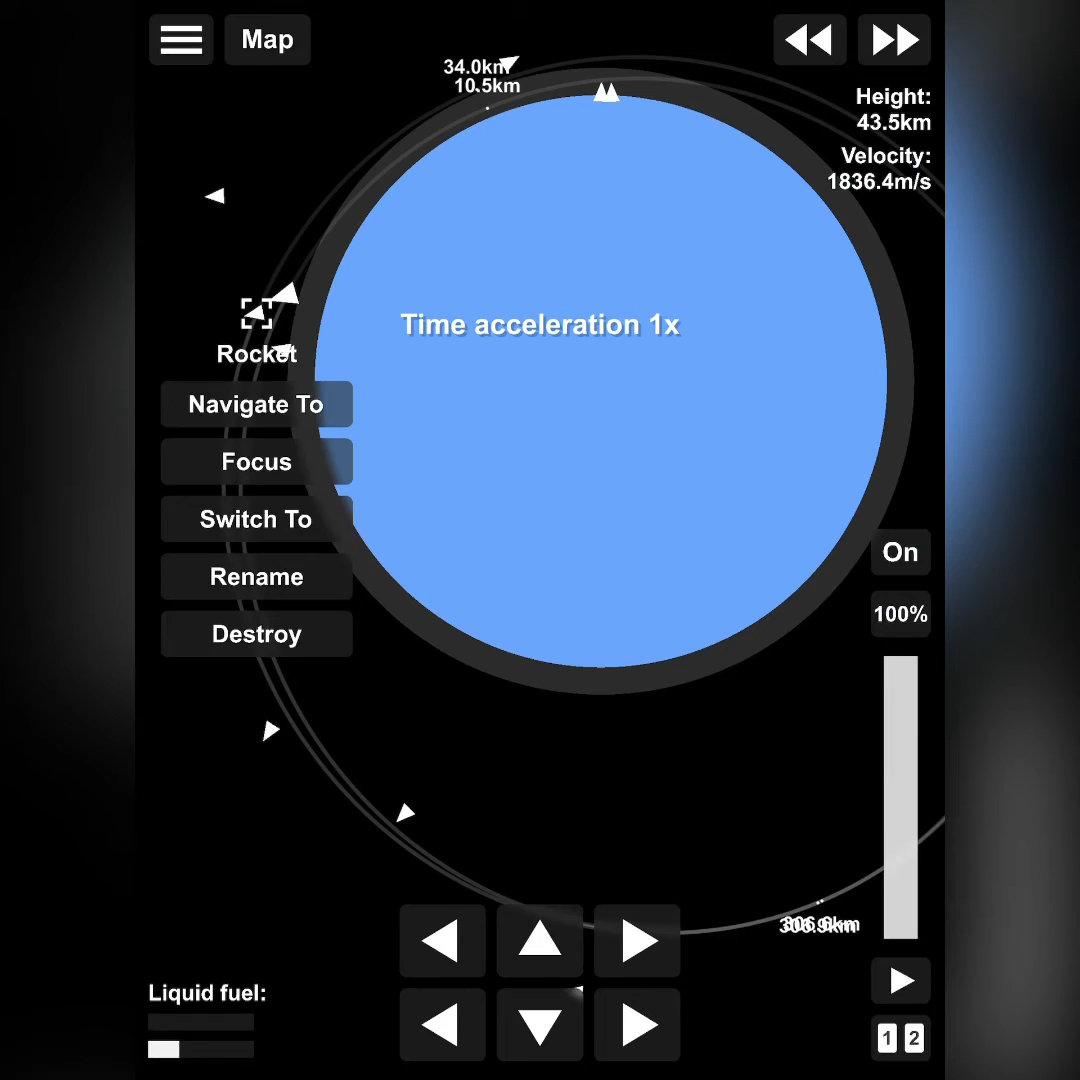 Map
34.0km
10.5km
Height:
43.5km
Velocity:
1836.4m/s
Time acceleration 1x
Rocket
Navigate To
Focus
Switch To
Rename
Destroy
On
100%
Liquid fuel:
1 2